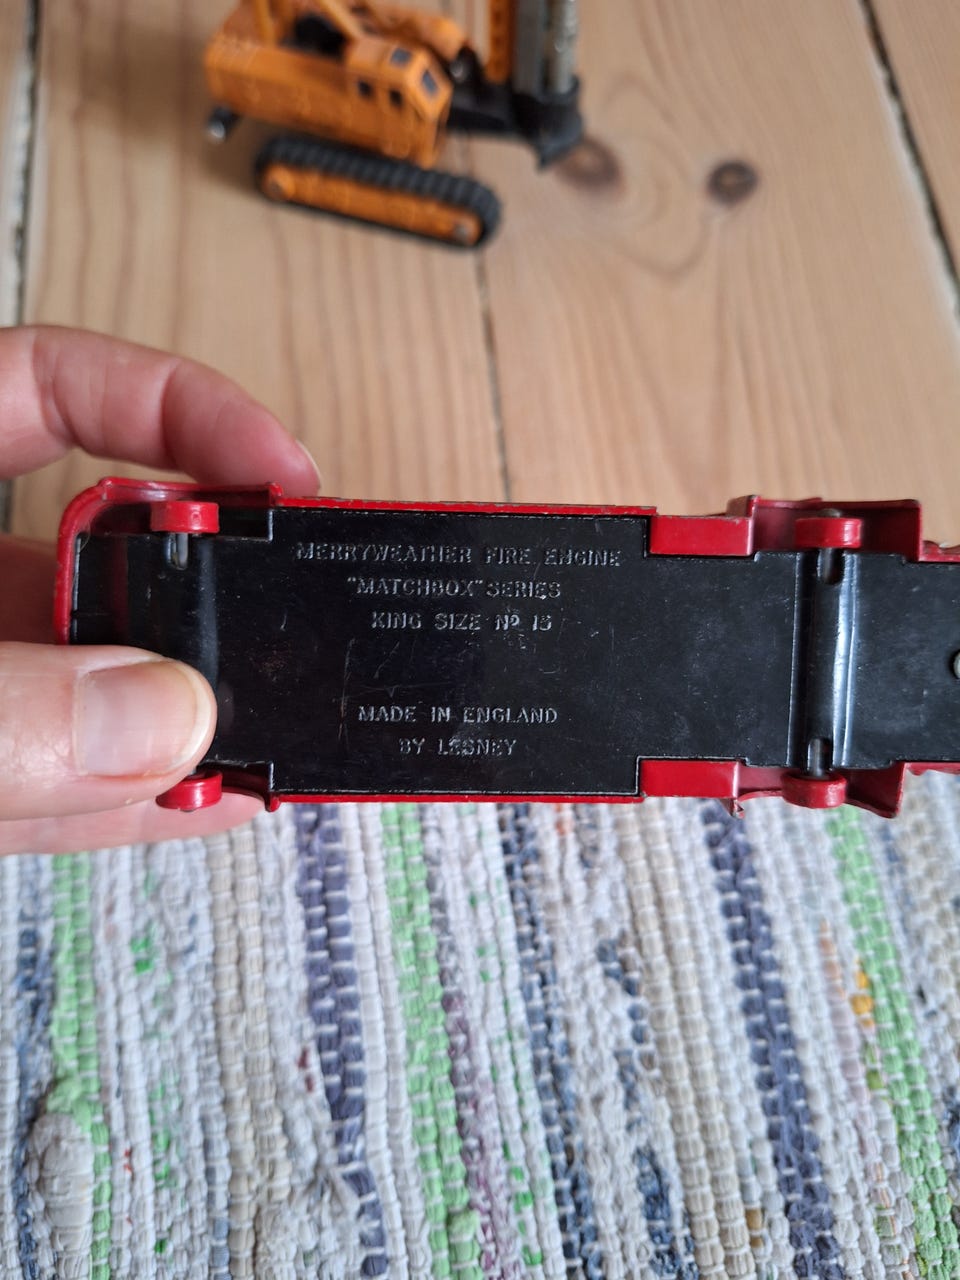 MERRYWEATHER FIRE ENGINE
"MATCHBOX" SERIES
KING SIZE Nº 15
MADE IN ENGLAND
BY LESNEY